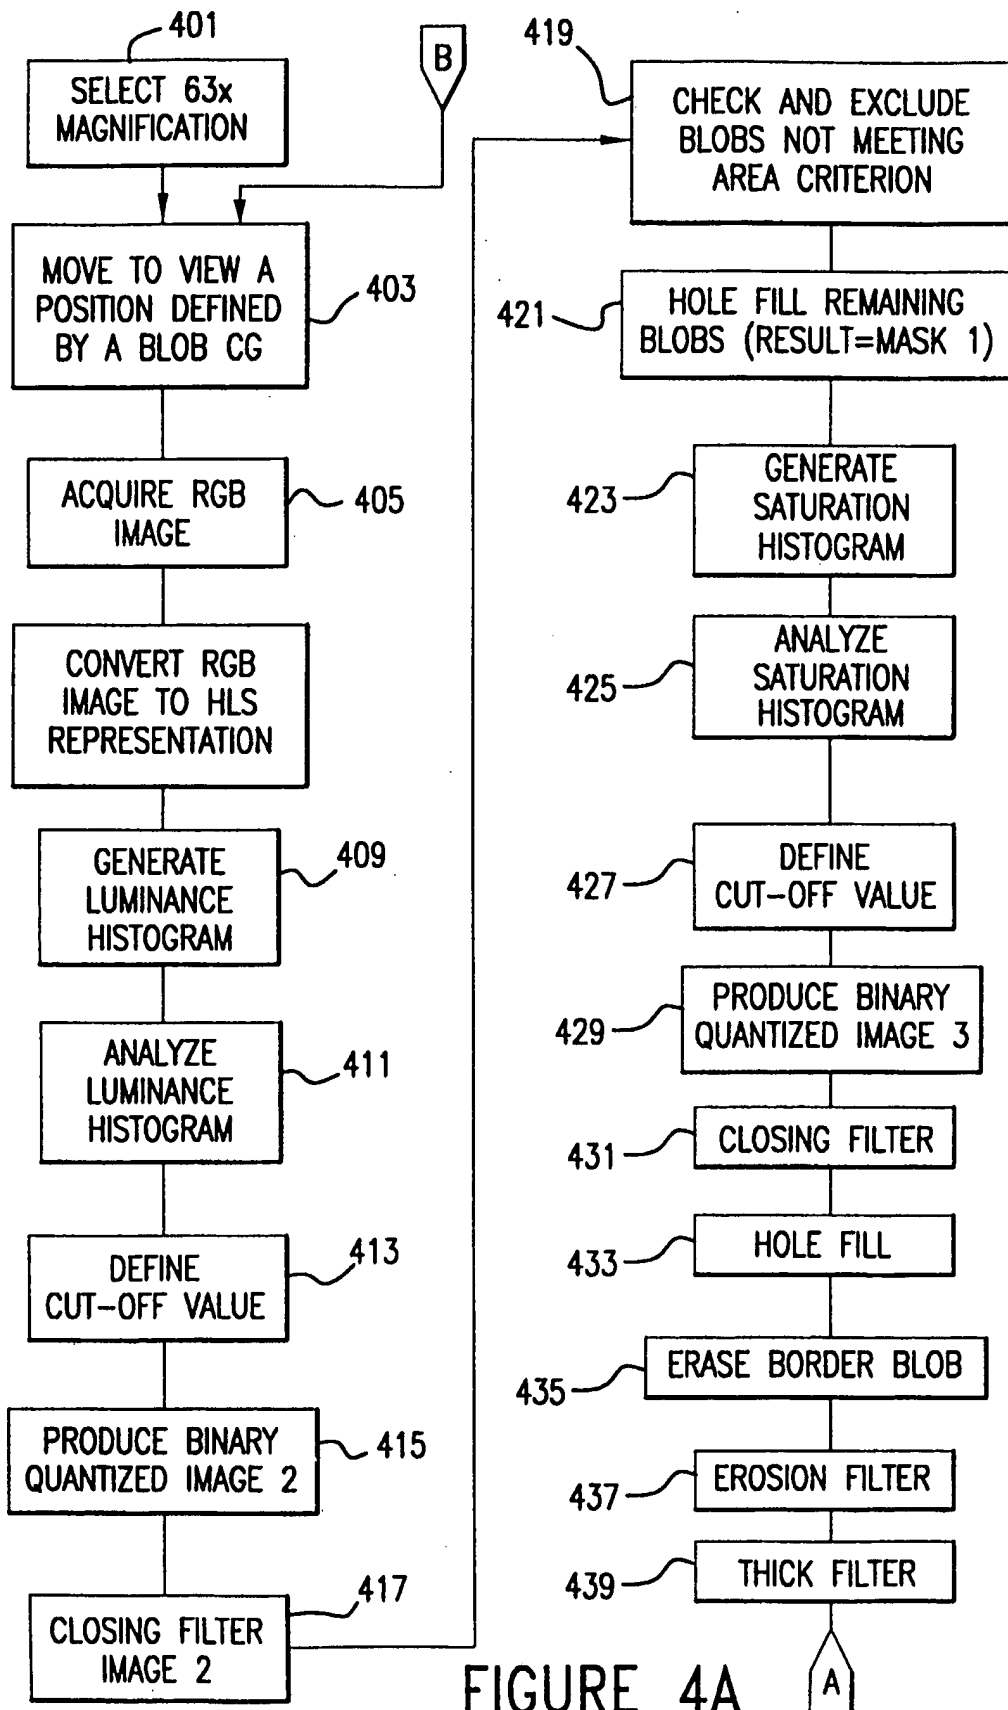 401
SELECT 63x
MAGNIFICATION
B
MOVE TO VIEW A
POSITION DEFINED
BY A BLOB CG
403
ACQUIRE RGB
IMAGE
405
CONVERT RGB
IMAGE TO HLS
REPRESENTATION
GENERATE
LUMINANCE
HISTOGRAM
409
ANALYZE
LUMINANCE
HISTOGRAM
411
DEFINE
CUT-OFF VALUE
413
PRODUCE BINARY
QUANTIZED IMAGE 2
415
CLOSING FILTER
IMAGE 2
417
419
CHECK AND EXCLUDE
BLOBS NOT MEETING
AREA CRITERION
421
HOLE FILL REMAINING
BLOBS (RESULT=MASK 1)
423
GENERATE
SATURATION
HISTOGRAM
425
ANALYZE
SATURATION
HISTOGRAM
427
DEFINE
CUT-OFF VALUE
429
PRODUCE BINARY
QUANTIZED IMAGE 3
431
CLOSING FILTER
433
HOLE FILL
435
ERASE BORDER BLOB
437
EROSION FILTER
439
THICK FILTER
A
FIGURE 4A